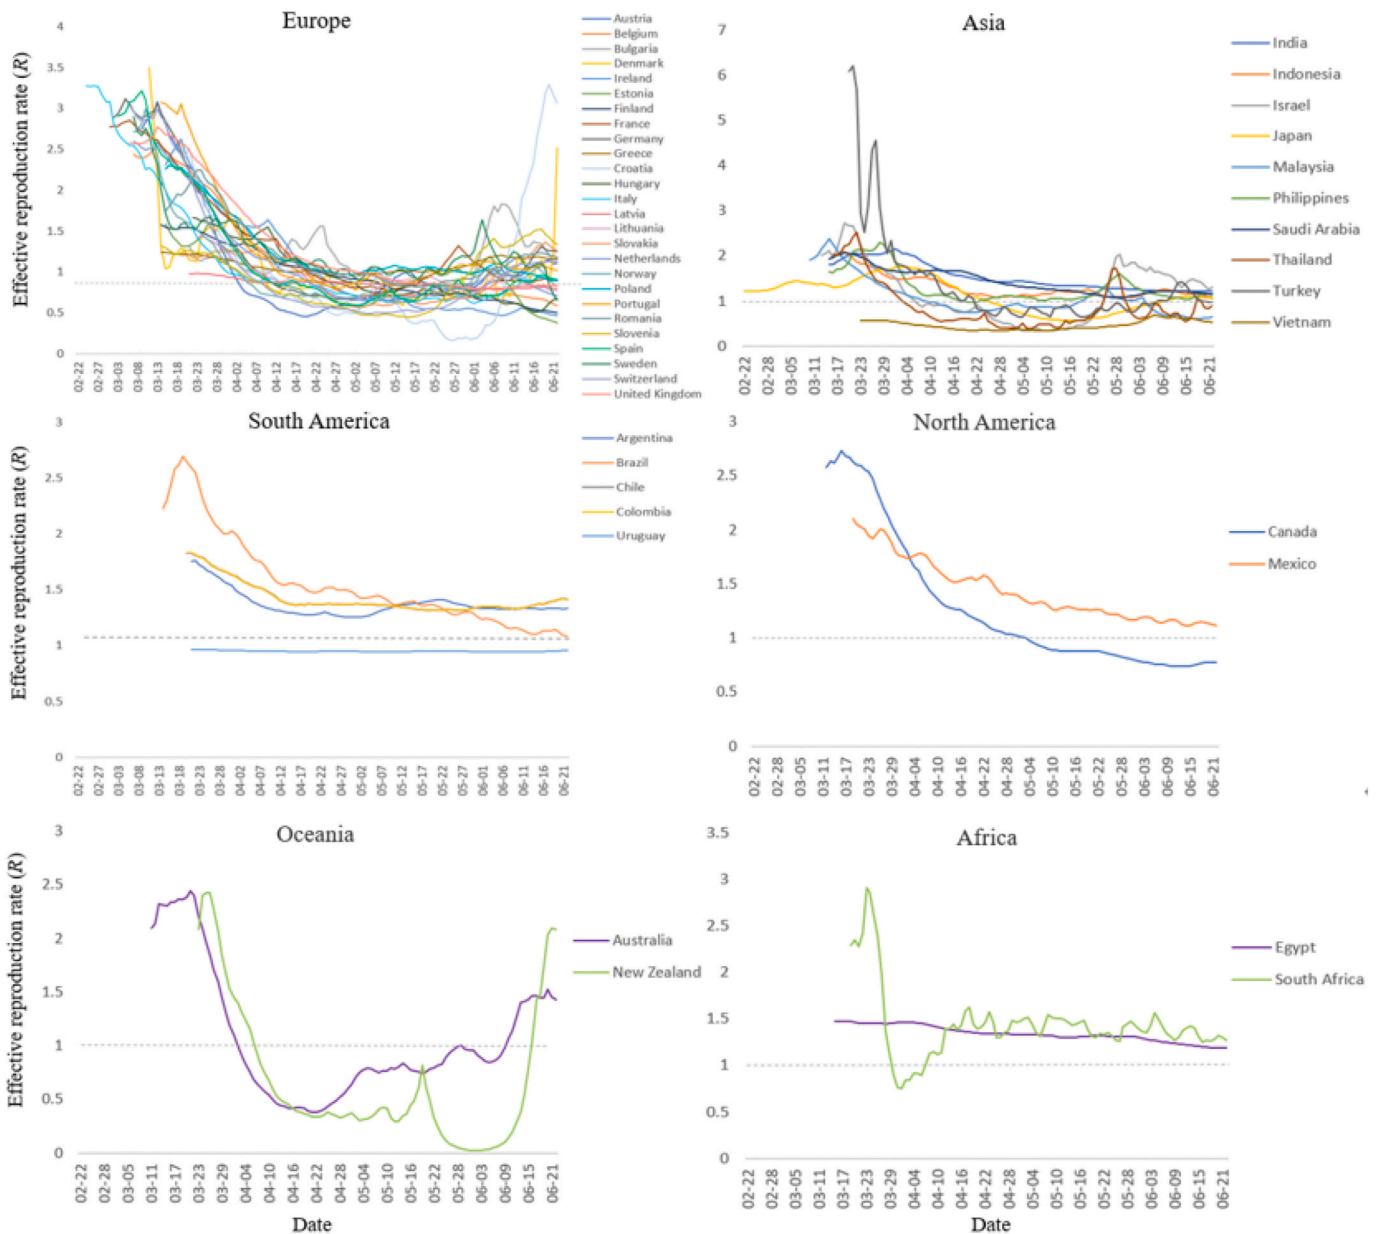 Europe
Effective reproduction rate (R)
4
3.5
3
2.5
2
1.5
1
0.5
0
02-22 02-27 03-03 03-08 03-13 03-18 03-23 03-28 04-02 04-07 04-12 04-17 04-22 04-27 05-02 05-07 05-12 05-17 05-22 05-27 06-01 06-06 06-11 06-16 06-21
Austria
Belgium
Bulgaria
Denmark
Ireland
Estonia
Finland
France
Germany
Greece
Croatia
Hungary
Italy
Latvia
Lithuania
Slovakia
Netherlands
Norway
Poland
Portugal
Romania
Slovenia
Spain
Sweden
Switzerland
United Kingdom
Asia
7
6
5
4
3
2
1
0
02-22 02-28 03-05 03-11 03-17 03-23 03-29 04-04 04-10 04-16 04-22 04-28 05-04 05-10 05-16 05-22 05-28 06-03 06-09 06-15 06-21
India
Indonesia
Israel
Japan
Malaysia
Philippines
Saudi Arabia
Thailand
Turkey
Vietnam
South America
Effective reproduction rate (R)
3
2.5
2
1.5
1
0.5
0
02-22 02-27 03-03 03-08 03-13 03-18 03-23 03-28 04-02 04-07 04-12 04-17 04-22 04-27 05-02 05-07 05-12 05-17 05-22 05-27 06-01 06-06 06-11 06-16 06-21
Argentina
Brazil
Chile
Colombia
Uruguay
North America
3
2.5
2
1.5
1
0.5
0
02-22 02-28 03-05 03-11 03-17 03-23 03-29 04-04 04-10 04-16 04-22 04-28 05-04 05-10 05-16 05-22 05-28 06-03 06-09 06-15 06-21
Canada
Mexico
Oceania
Effective reproduction rate (R)
3
2.5
2
1.5
1
0.5
0
02-22 02-28 03-05 03-11 03-17 03-23 03-29 04-04 04-10 04-16 04-22 04-28 05-04 05-10 05-16 05-22 05-28 06-03 06-09 06-15 06-21
Date
Australia
New Zealand
Africa
3.5
3
2.5
2
1.5
1
0.5
0
02-22 02-28 03-05 03-11 03-17 03-23 03-29 04-04 04-10 04-16 04-22 04-28 05-04 05-10 05-16 05-22 05-28 06-03 06-09 06-15 06-21
Date
Egypt
South Africa